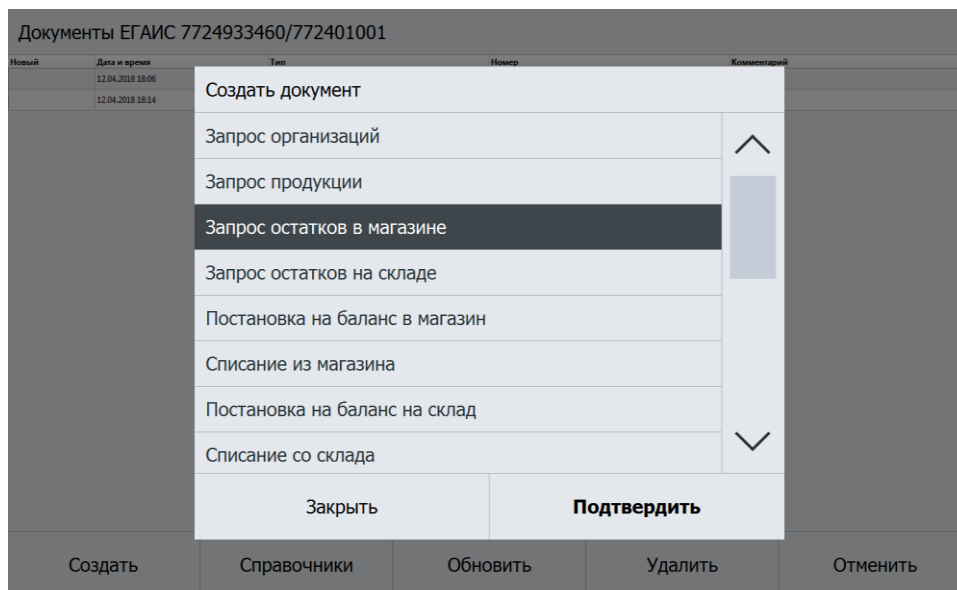 Документы ЕГАИС 7724933460/772401001
Новый Дата и время Тип Номер Комментарий
12.04.2018 18:06
12.04.2018 18:14
Создать документ
Запрос организаций
Запрос продукции
Запрос остатков в магазине
Запрос остатков на складе
Постановка на баланс в магазин
Списание из магазина
Постановка на баланс на склад
Списание со склада
Закрыть Подтвердить
Создать Справочники Обновить Удалить Отменить